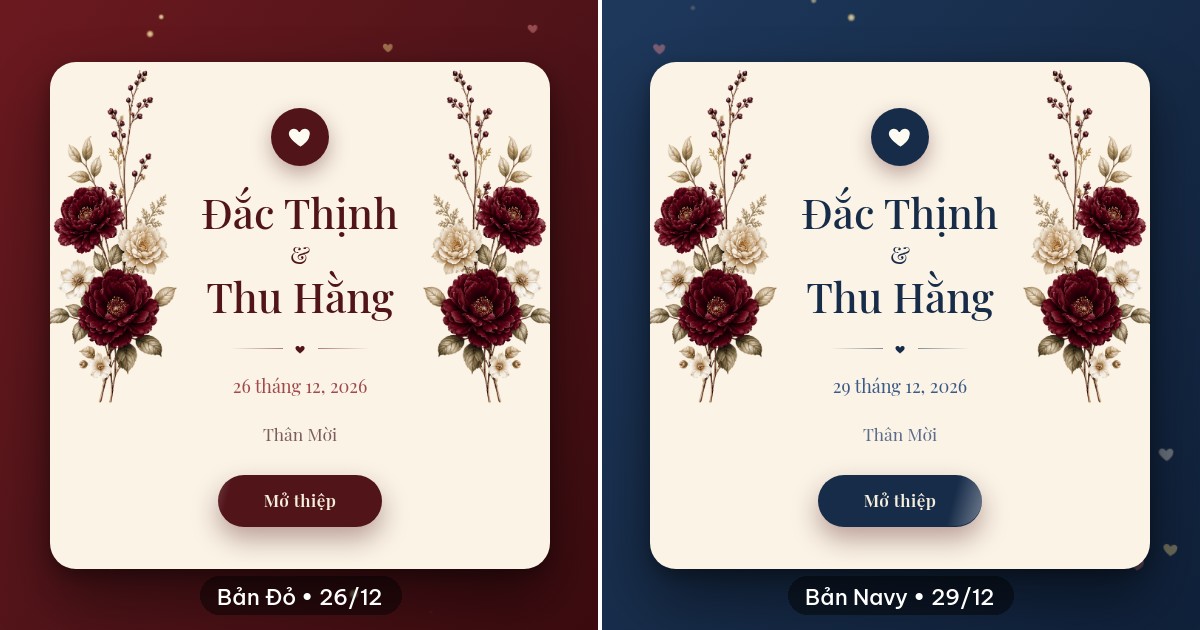 Đắc Thịnh
&
Thu Hằng
26 tháng 12, 2026
Thân Mời
Mở thiệp
Bản Đỏ • 26/12
Đắc Thịnh
&
Thu Hằng
29 tháng 12, 2026
Thân Mời
Mở thiệp
Bản Navy • 29/12